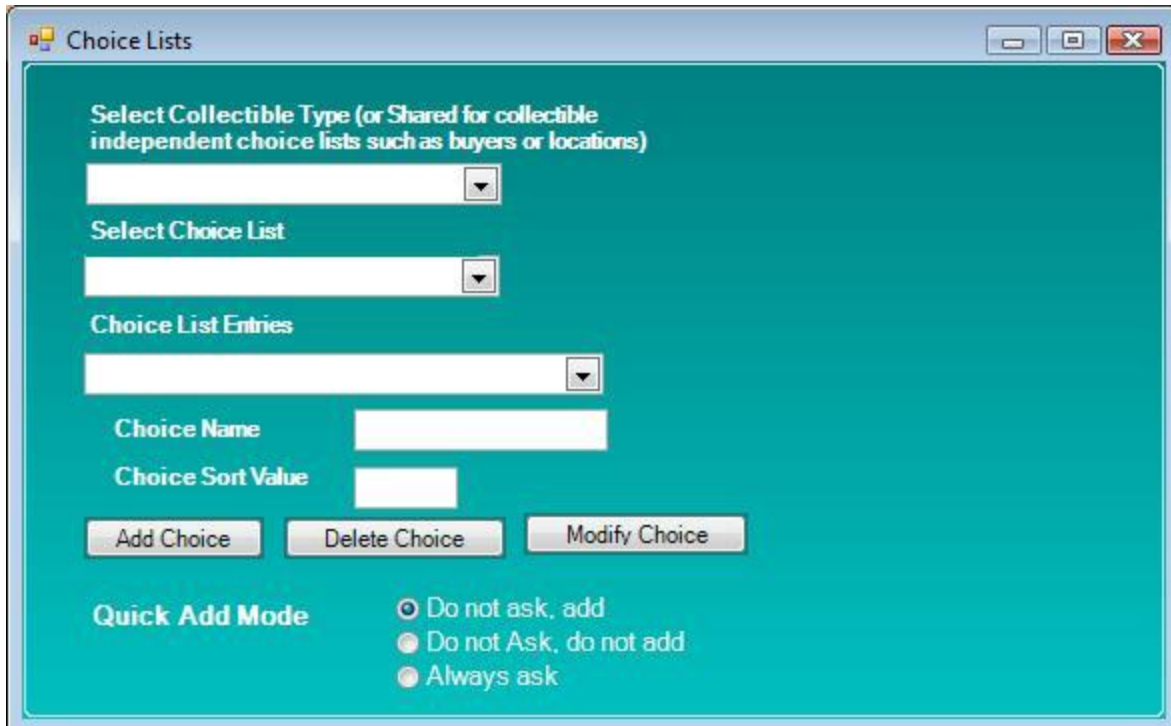 Choice Lists
Select Collectible Type (or Shared for collectible
independent choice lists such as buyers or locations)
Select Choice List
Choice List Entries
Choice Name
Choice Sort Value
Add Choice
Delete Choice
Modify Choice
Quick Add Mode
Do not ask, add
Do not Ask, do not add
Always ask